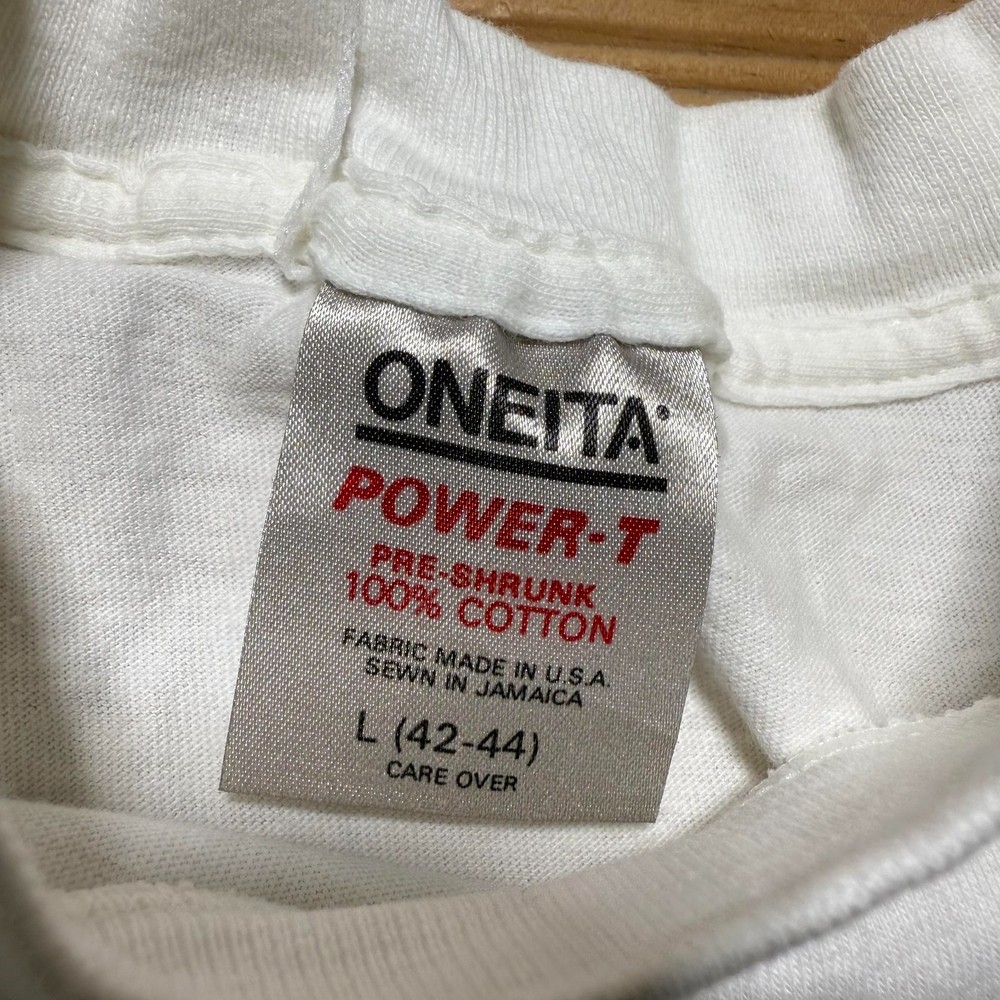 ONEITA
POWER-T
PRE-SHRUNK
100% COTTON
FABRIC MADE IN U.S.A.
SEWN IN JAMAICA
L (42-44)
CARE OVER